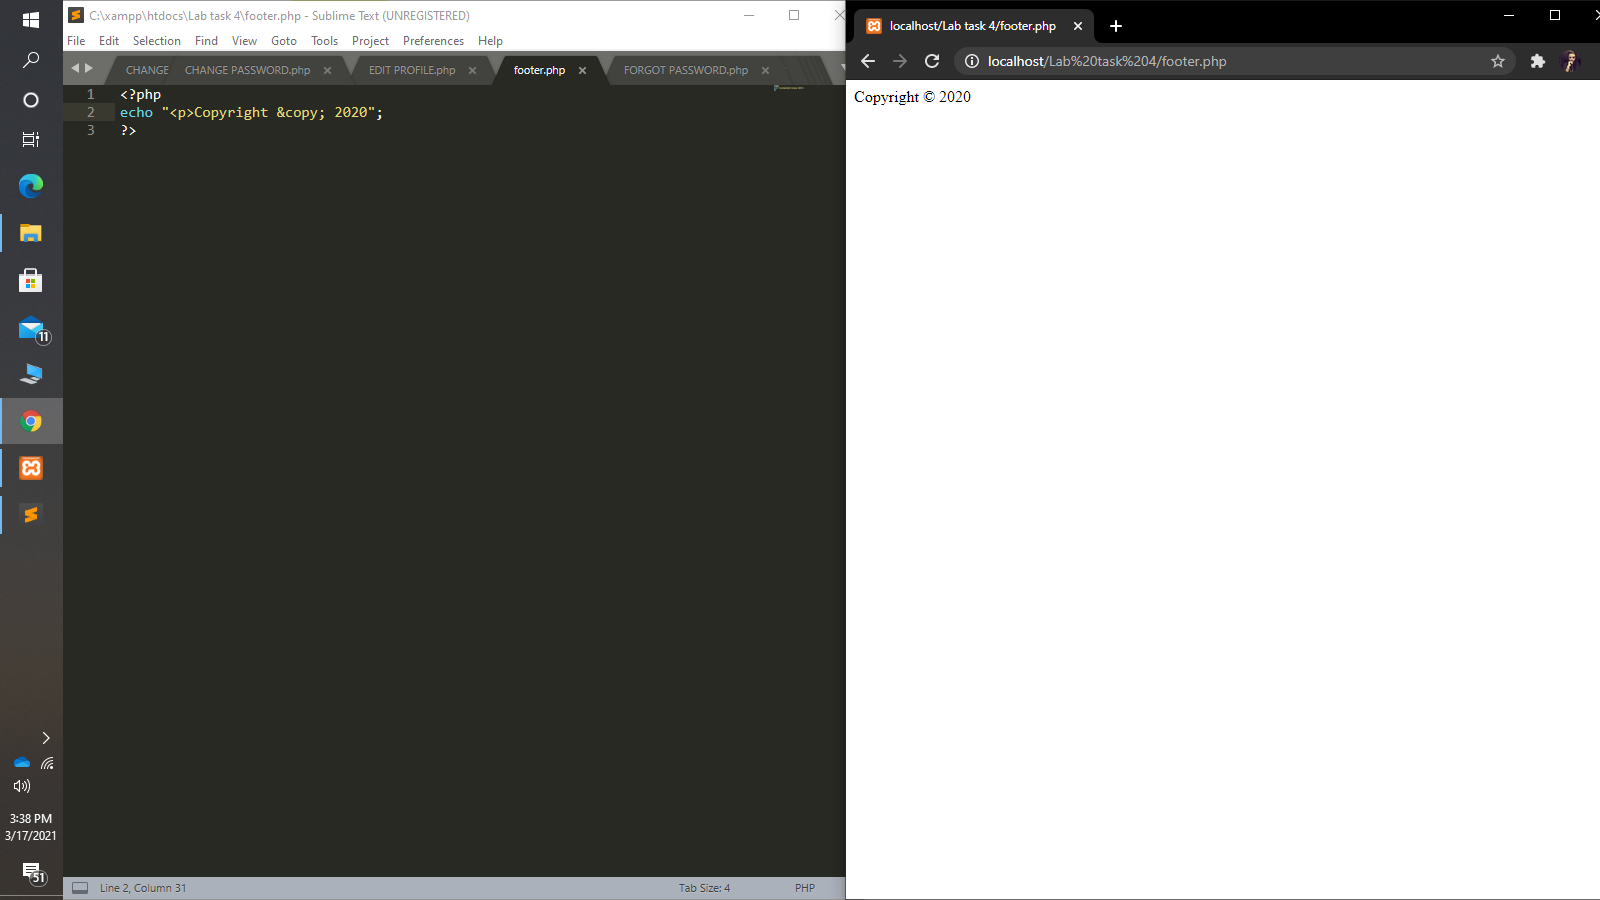 C:\xampp\htdocs\Lab task 4\footer.php - Sublime Text (UNREGISTERED)
File Edit Selection Find View Goto Tools Project Preferences Help
CHANGE CHANGE PASSWORD.php EDIT PROFILE.php footer.php FORGOT PASSWORD.php
1 <?php
2 echo "<p>Copyright &copy; 2020";
3 ?>
Line 2, Column 31 Tab Size: 4 PHP
localhost/Lab task 4/footer.php
localhost/Lab%20task%204/footer.php
Copyright © 2020
11
3:38 PM
3/17/2021
51